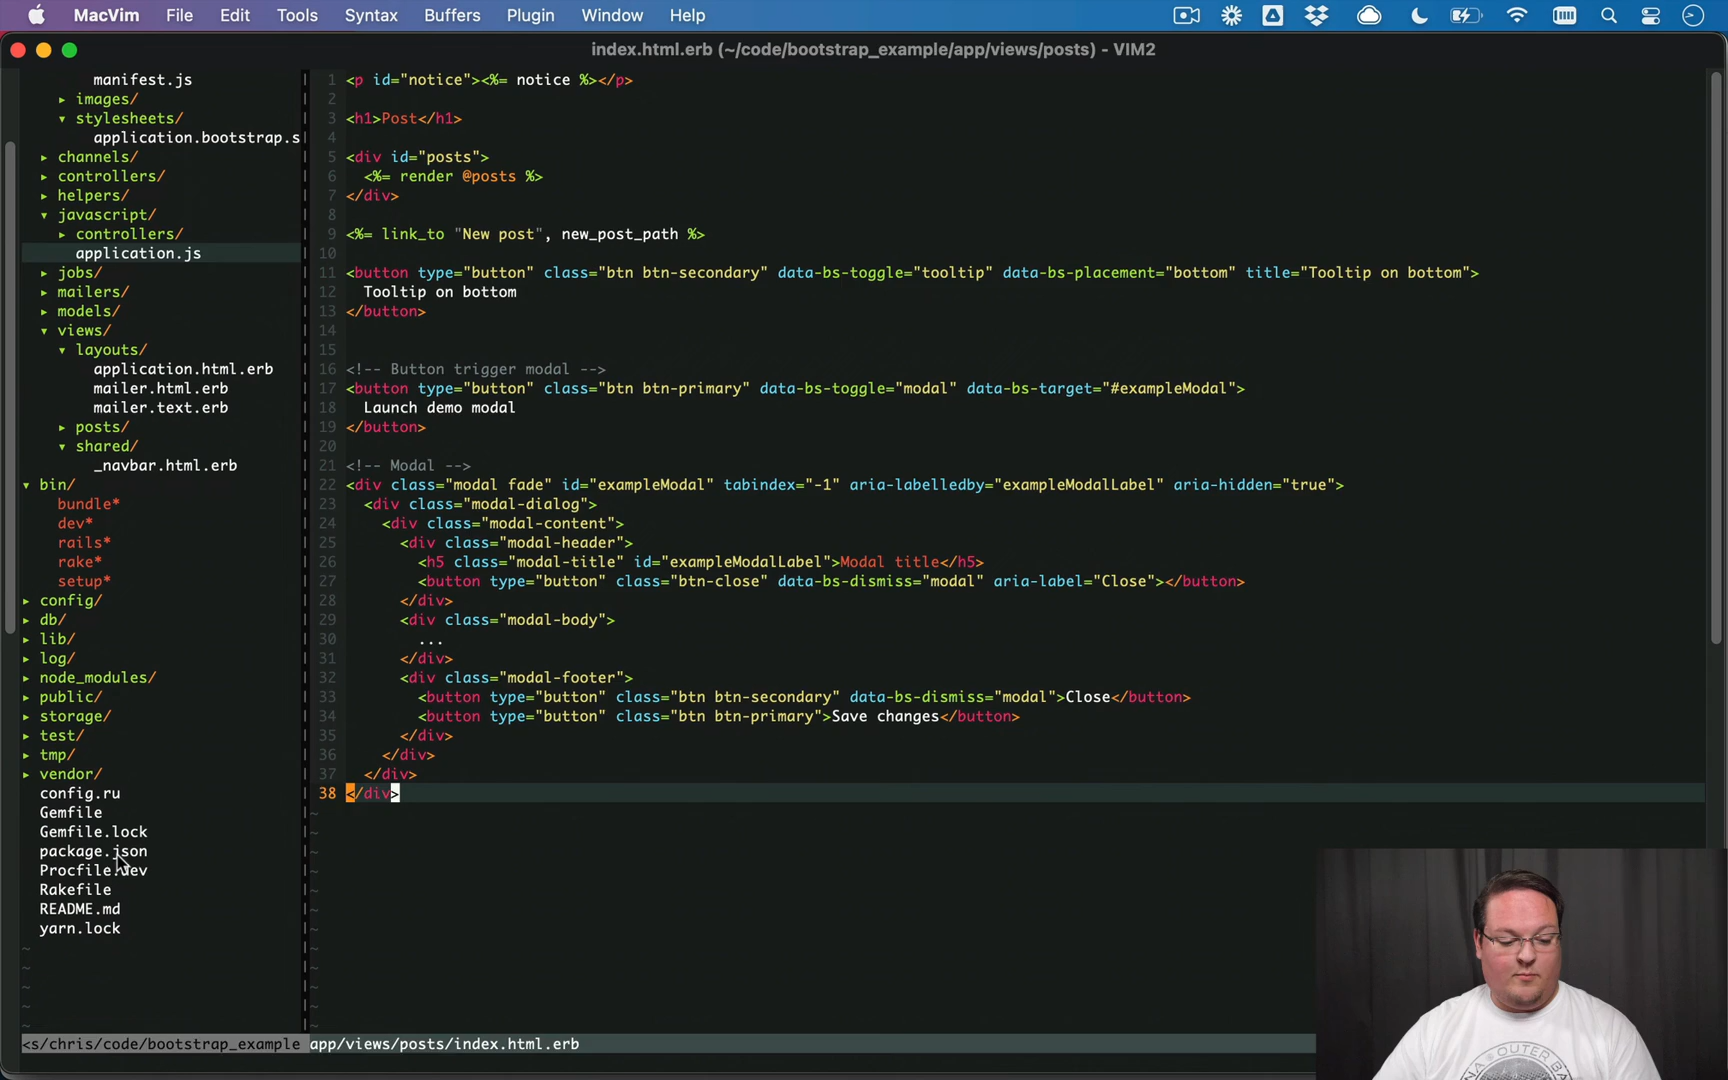 MacVim File Edit Tools Syntax Buffers Plugin Window Help
index.html.erb (~/code/bootstrap_example/app/views/posts) - VIM2
manifest.js
▸ images/
▾ stylesheets/
application.bootstrap.s
▸ channels/
▸ controllers/
▸ helpers/
▾ javascript/
▸ controllers/
application.js
▸ jobs/
▸ mailers/
▸ models/
▾ views/
▾ layouts/
application.html.erb
mailer.html.erb
mailer.text.erb
▸ posts/
▾ shared/
_navbar.html.erb
▾ bin/
bundle*
dev*
rails*
rake*
setup*
▸ config/
▸ db/
▸ lib/
▸ log/
▸ node_modules/
▸ public/
▸ storage/
▸ test/
▸ tmp/
▸ vendor/
config.ru
Gemfile
Gemfile.lock
package.json
Procfile.dev
Rakefile
README.md
yarn.lock
<s/chris/code/bootstrap_example
1 <p id="notice"><%= notice %></p>
2
3 <h1>Post</h1>
4
5 <div id="posts">
6 <%= render @posts %>
7 </div>
8
9 <%= link_to "New post", new_post_path %>
10
11 <button type="button" class="btn btn-secondary" data-bs-toggle="tooltip" data-bs-placement="bottom" title="Tooltip on bottom">
12 Tooltip on bottom
13 </button>
14
15
16 <!-- Button trigger modal -->
17 <button type="button" class="btn btn-primary" data-bs-toggle="modal" data-bs-target="#exampleModal">
18 Launch demo modal
19 </button>
20
21 <!-- Modal -->
22 <div class="modal fade" id="exampleModal" tabindex="-1" aria-labelledby="exampleModalLabel" aria-hidden="true">
23 <div class="modal-dialog">
24 <div class="modal-content">
25 <div class="modal-header">
26 <h5 class="modal-title" id="exampleModalLabel">Modal title</h5>
27 <button type="button" class="btn-close" data-bs-dismiss="modal" aria-label="Close"></button>
28 </div>
29 <div class="modal-body">
30 ...
31 </div>
32 <div class="modal-footer">
33 <button type="button" class="btn btn-secondary" data-bs-dismiss="modal">Close</button>
34 <button type="button" class="btn btn-primary">Save changes</button>
35 </div>
36 </div>
37 </div>
38 </div>
app/views/posts/index.html.erb
OUTER BA